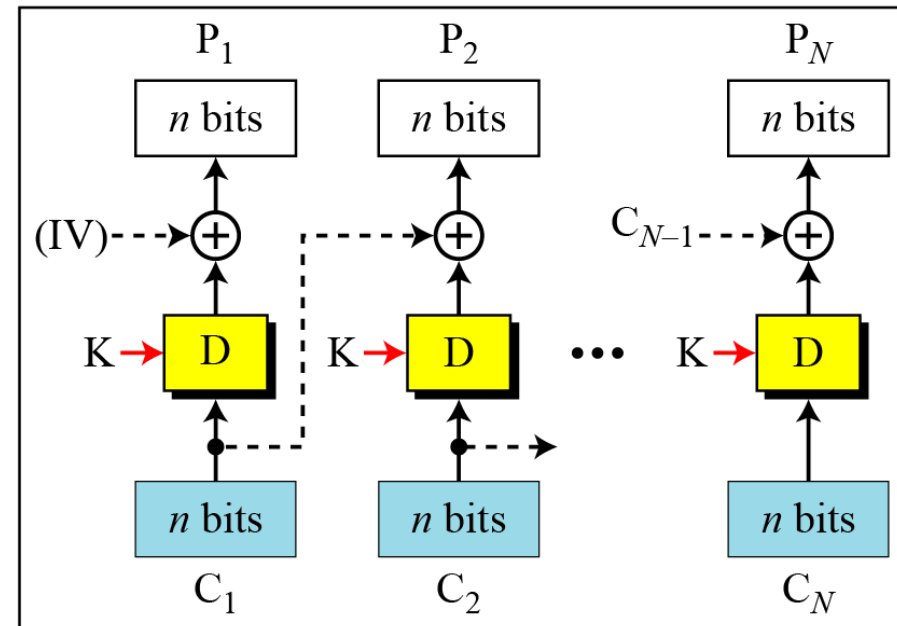 P1 P2 PN
n bits n bits n bits
(IV) + + CN–1 +
K D K D ••• K D
n bits n bits n bits
C1 C2 CN